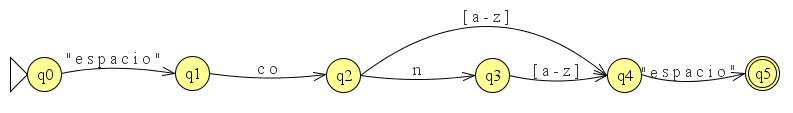 [a-z]
"espacio"
co
n
[a-z]
"espacio"
q0
q1
q2
q3
q4
q5